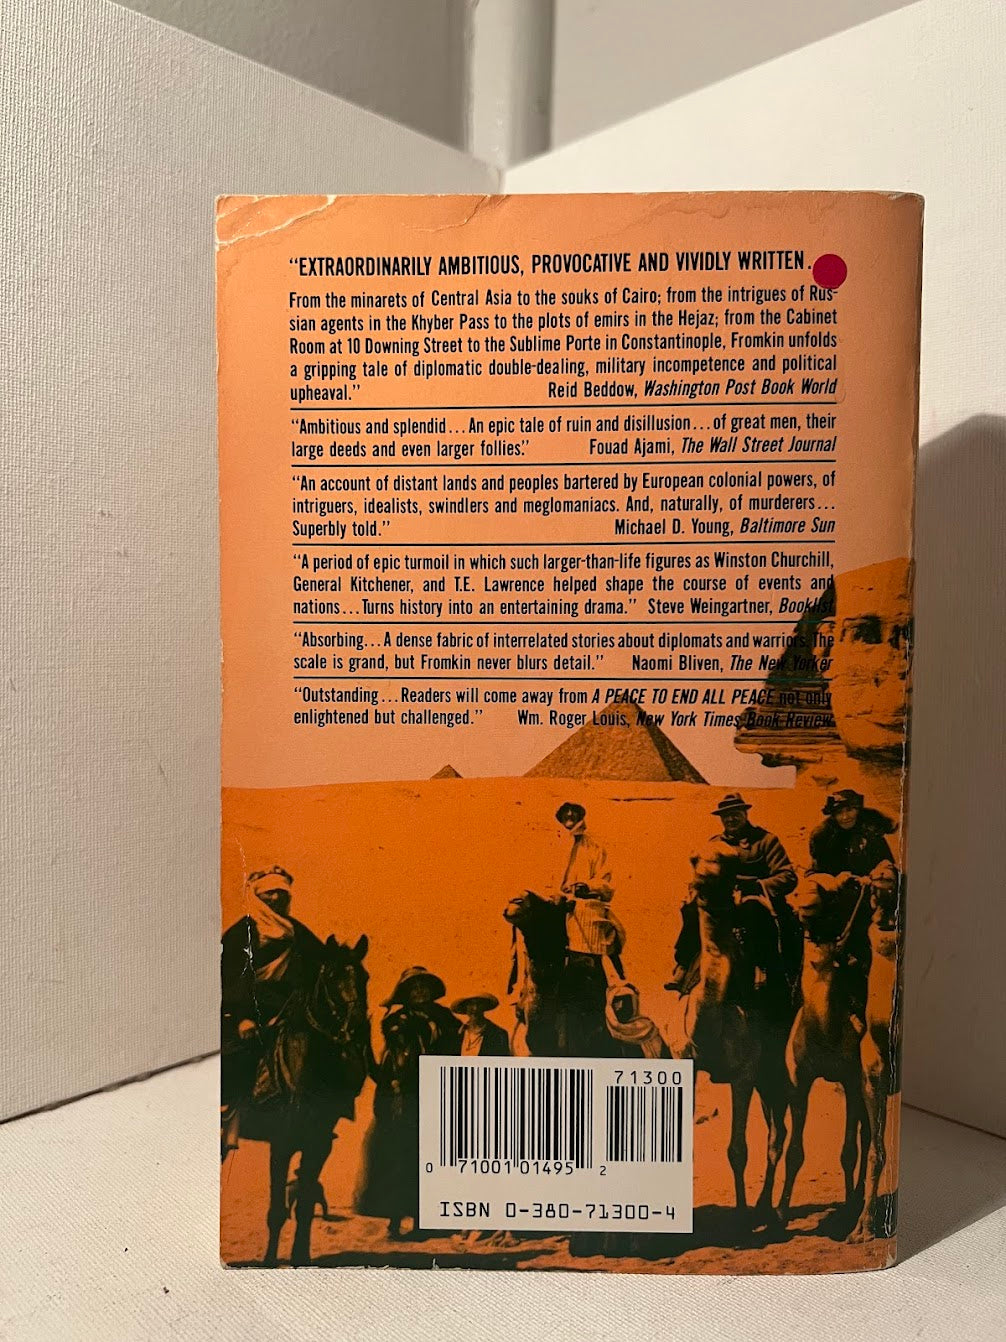 “EXTRAORDINARILY AMBITIOUS, PROVOCATIVE AND VIVIDLY WRITTEN.
From the minarets of Central Asia to the souks of Cairo; from the intrigues of Rus-
sian agents in the Khyber Pass to the plots of emirs in the Hejaz; from the Cabinet
Room at 10 Downing Street to the Sublime Porte in Constantinople, Fromkin unfolds
a gripping tale of diplomatic double-dealing, military incompetence and political
upheaval.” Reid Beddow, Washington Post Book World
“Ambitious and splendid...An epic tale of ruin and disillusion...of great men, their
large deeds and even larger follies.” Fouad Ajami, The Wall Street Journal
“An account of distant lands and peoples bartered by European colonial powers, of
intriguers, idealists, swindlers and meglomaniacs. And, naturally, of murderers...
Superbly told.” Michael D. Young, Baltimore Sun
“A period of epic turmoil in which such larger-than-life figures as Winston Churchill,
General Kitchener, and T.E. Lawrence helped shape the course of events and
nations...Turns history into an entertaining drama.” Steve Weingartner, Booklist
“Absorbing...A dense fabric of interrelated stories about diplomats and warriors. The
scale is grand, but Fromkin never blurs detail.” Naomi Bliven, The New Yorker
“Outstanding...Readers will come away from A PEACE TO END ALL PEACE not only
enlightened but challenged.” Wm. Roger Louis, New York Times Book Review
71300
0 71001 01495 2
ISBN 0-380-71300-4